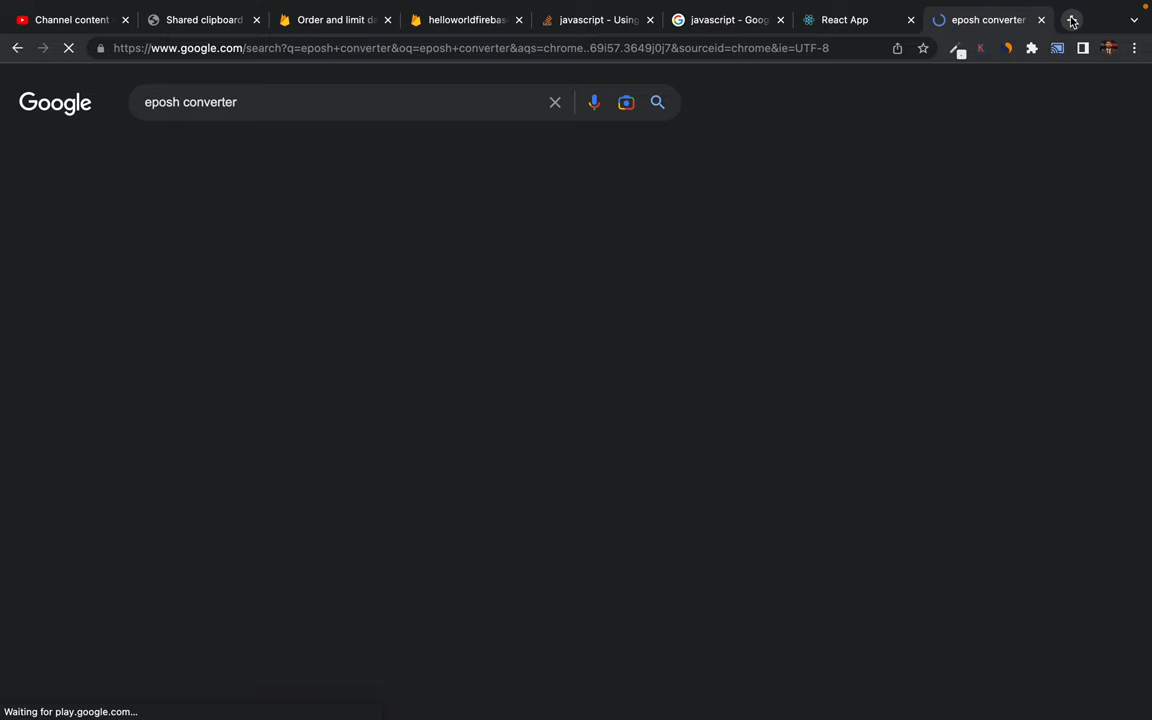 Channel content
Shared clipboard
Order and limit da
helloworldfirebase
javascript - Using
javascript - Goog
React App
eposh converter
https://www.google.com/search?q=eposh+converter&oq=eposh+converter&aqs=chrome..69i57.3649j0j7&sourceid=chrome&ie=UTF-8
K
Google
eposh converter
Waiting for play.google.com...